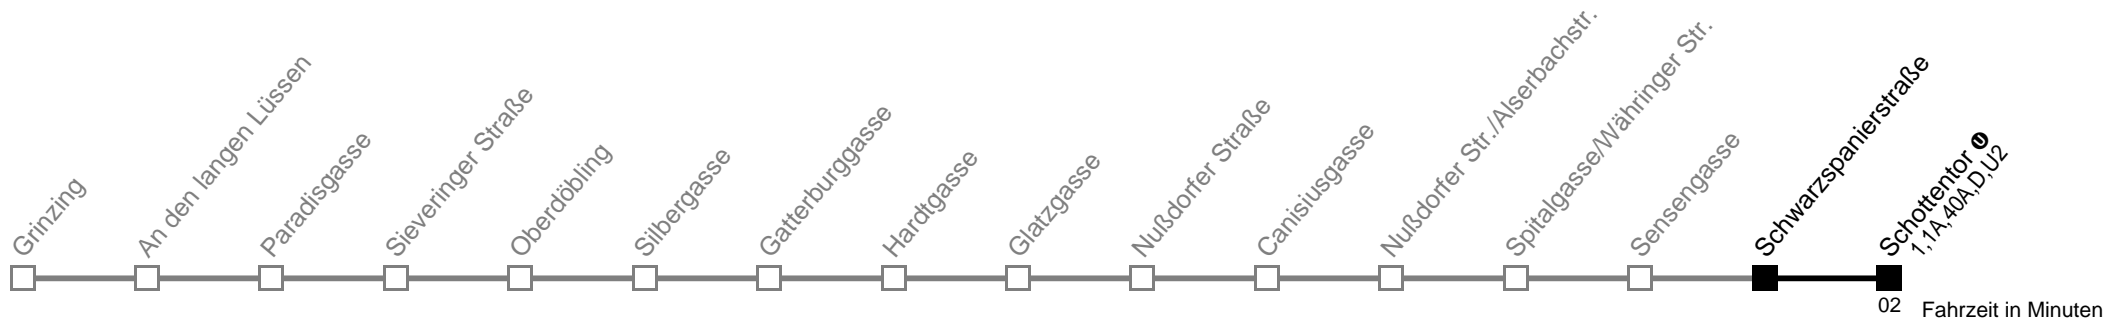 Grinzing
An den langen Lüssen
Paradisgasse
Sieveringer Straße
Oberdöbling
Silbergasse
Gatterburggasse
Hardtgasse
Glatzgasse
Nußdorfer Straße
Canisiusgasse
Nußdorfer Str./Alserbachstr.
Spitalgasse/Währinger Str.
Sensengasse
Schwarzspanierstraße
Schottentor U
1,1A,40A,D,U2
02 Fahrzeit in Minuten